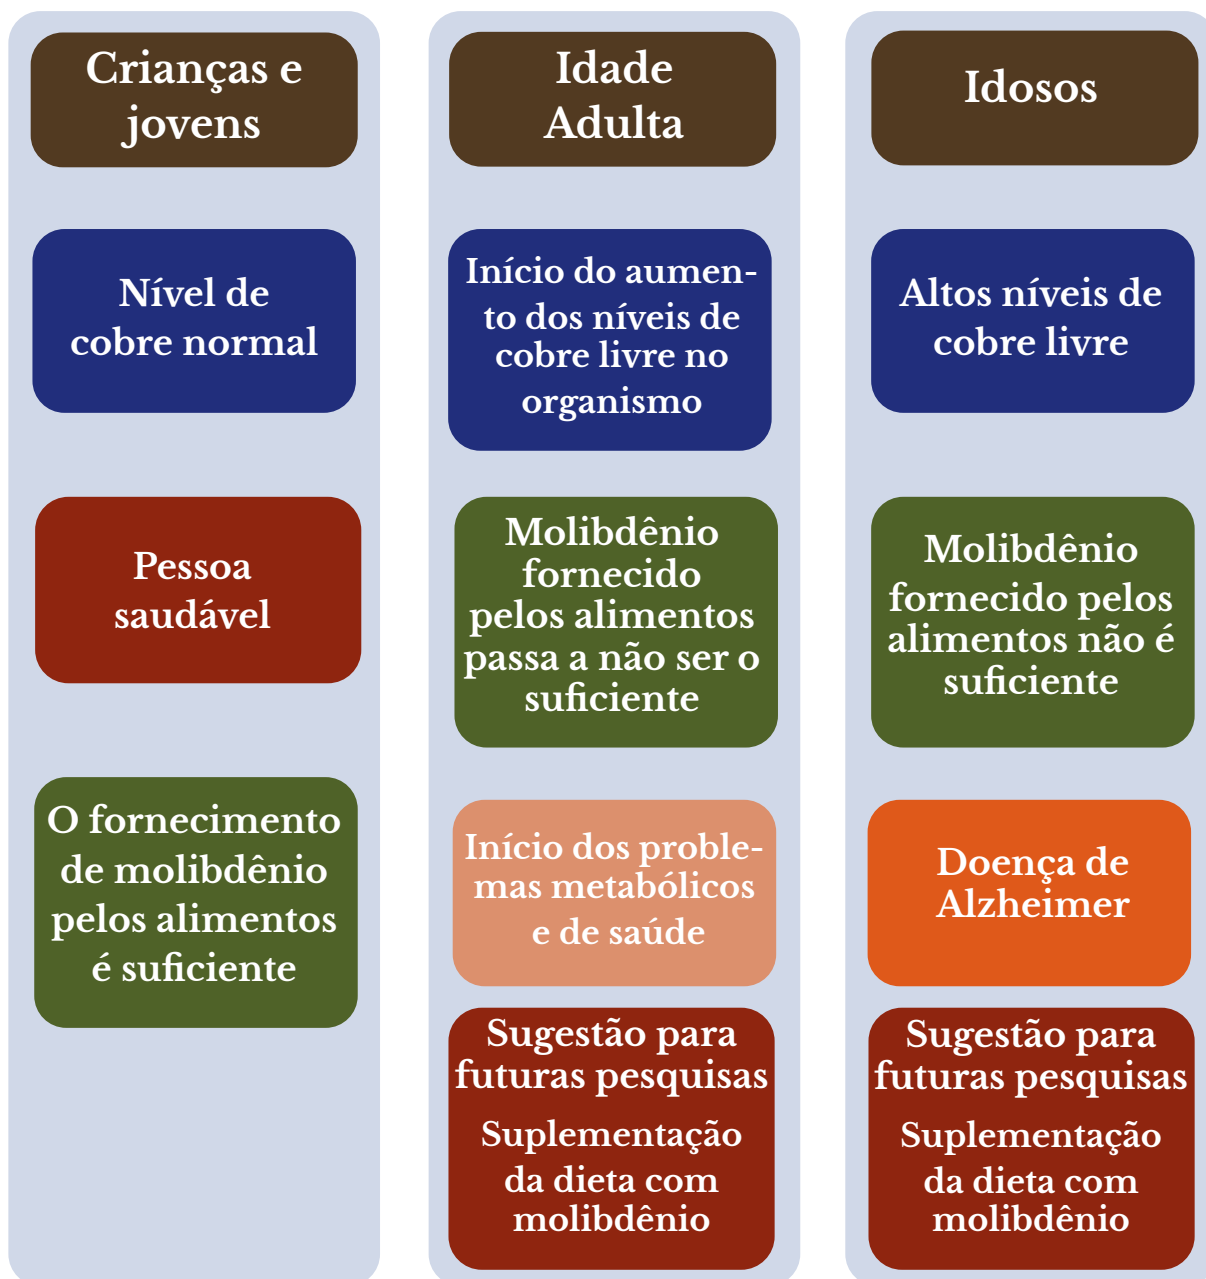 Crianças e
jovens
Nível de
cobre normal
Pessoa
saudável
O fornecimento
de molibdênio
pelos alimentos
é suficiente
Idade
Adulta
Início do aumen-
to dos níveis de
cobre livre no
organismo
Molibdênio
fornecido
pelos alimentos
passa a não ser o
suficiente
Início dos proble-
mas metabólicos
e de saúde
Sugestão para
futuras pesquisas
Suplementação
da dieta com
molibdênio
Idosos
Altos níveis de
cobre livre
Molibdênio
fornecido pelos
alimentos não é
suficiente
Doença de
Alzheimer
Sugestão para
futuras pesquisas
Suplementação
da dieta com
molibdênio